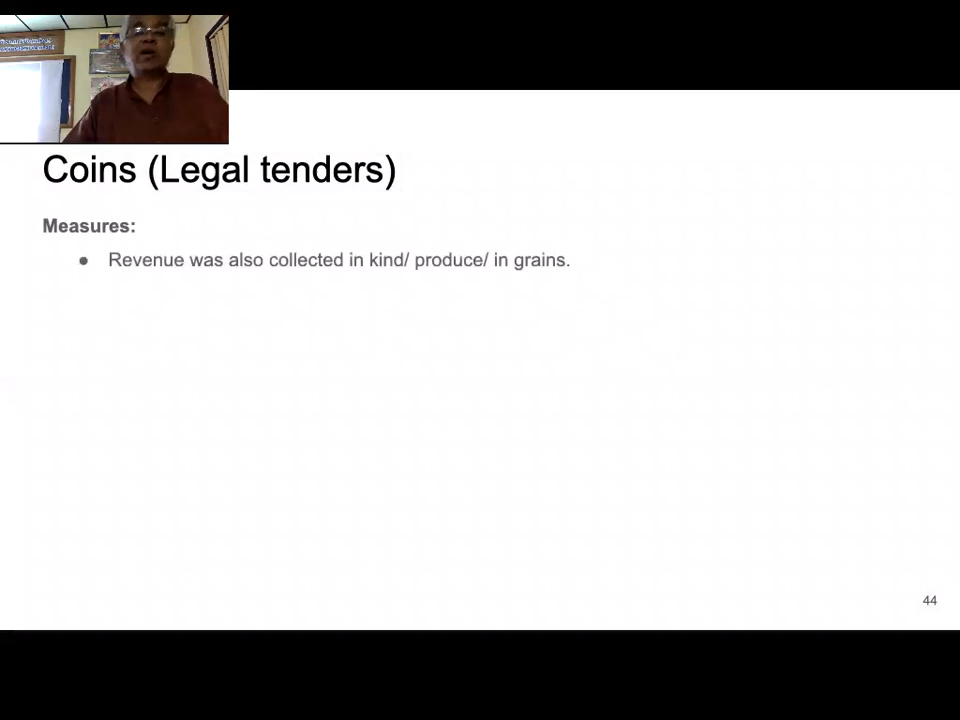 Coins (Legal tenders)
Measures:
● Revenue was also collected in kind/ produce/ in grains.
44